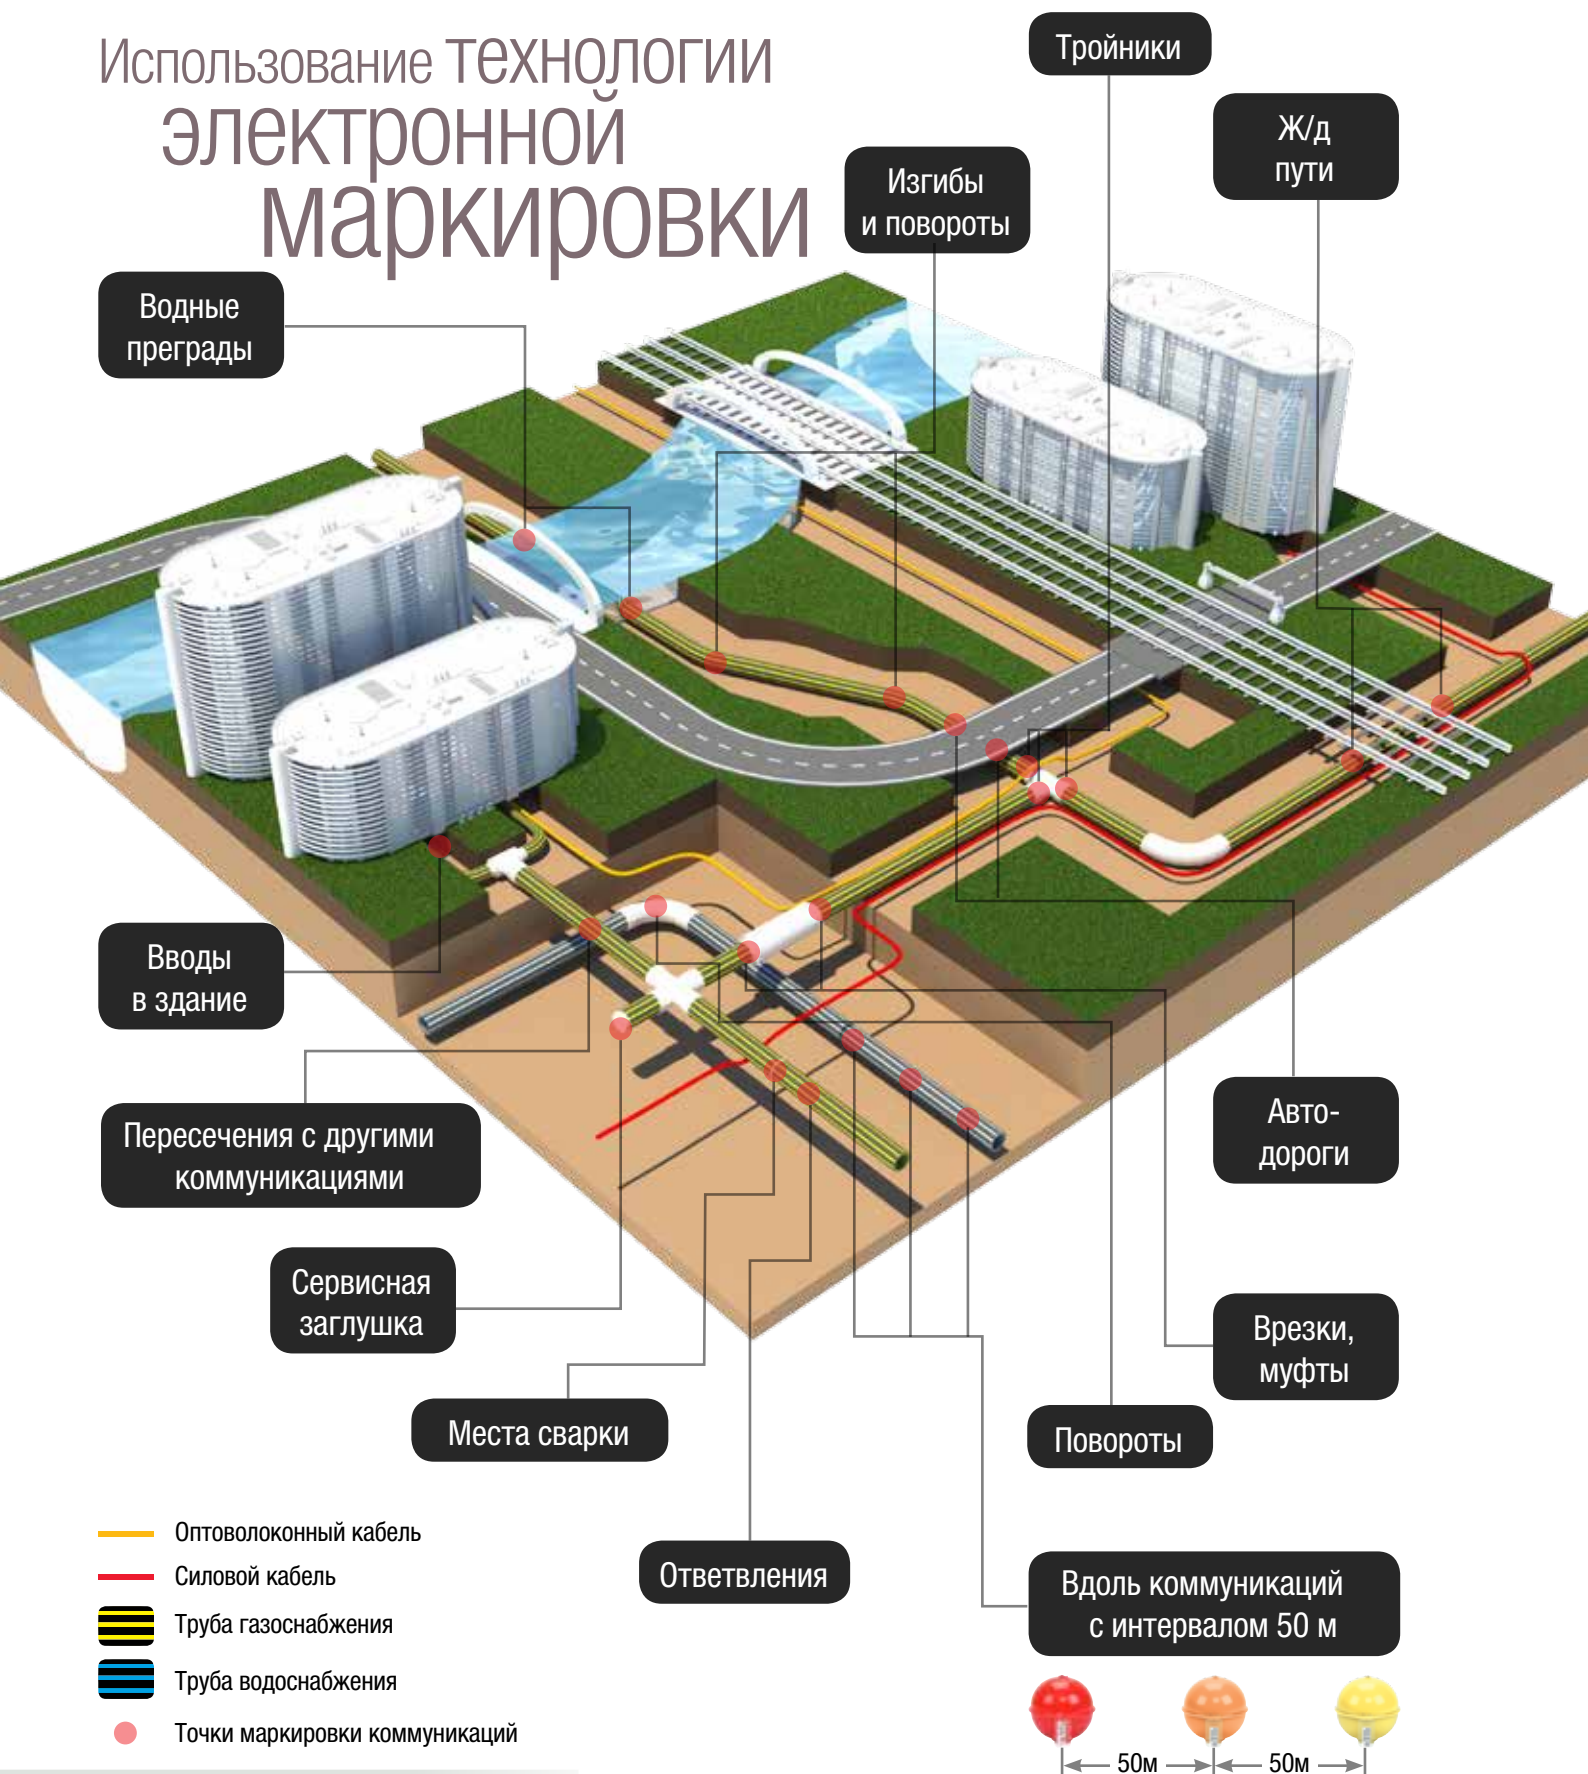 Использование технологии
электронной
маркировки
Тройники
Ж/д
пути
Изгибы
и повороты
Водные
преграды
Вводы
в здание
Пересечения с другими
коммуникациями
Авто-
дороги
Сервисная
заглушка
Врезки,
муфты
Места сварки
Повороты
Ответвления
Вдоль коммуникаций
с интервалом 50 м
Оптоволоконный кабель
Силовой кабель
Труба газоснабжения
Труба водоснабжения
Точки маркировки коммуникаций
50м 50м